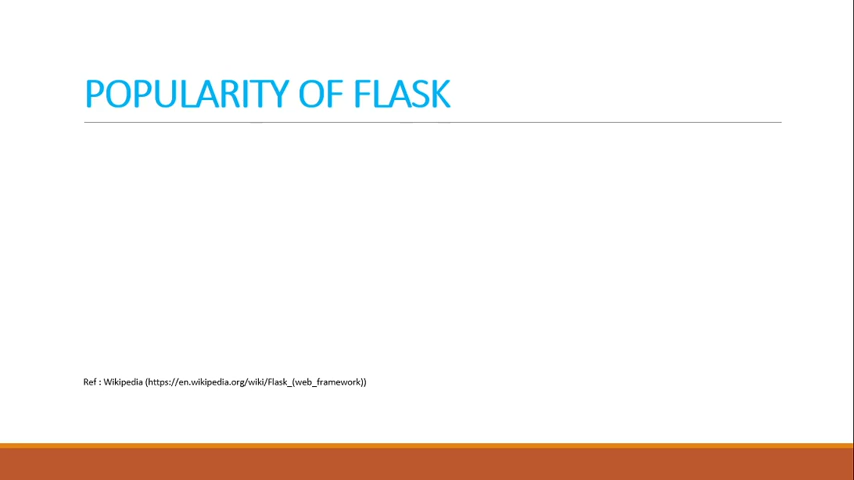 POPULARITY OF FLASK
Ref : Wikipedia (https://en.wikipedia.org/wiki/Flask_(web_framework))